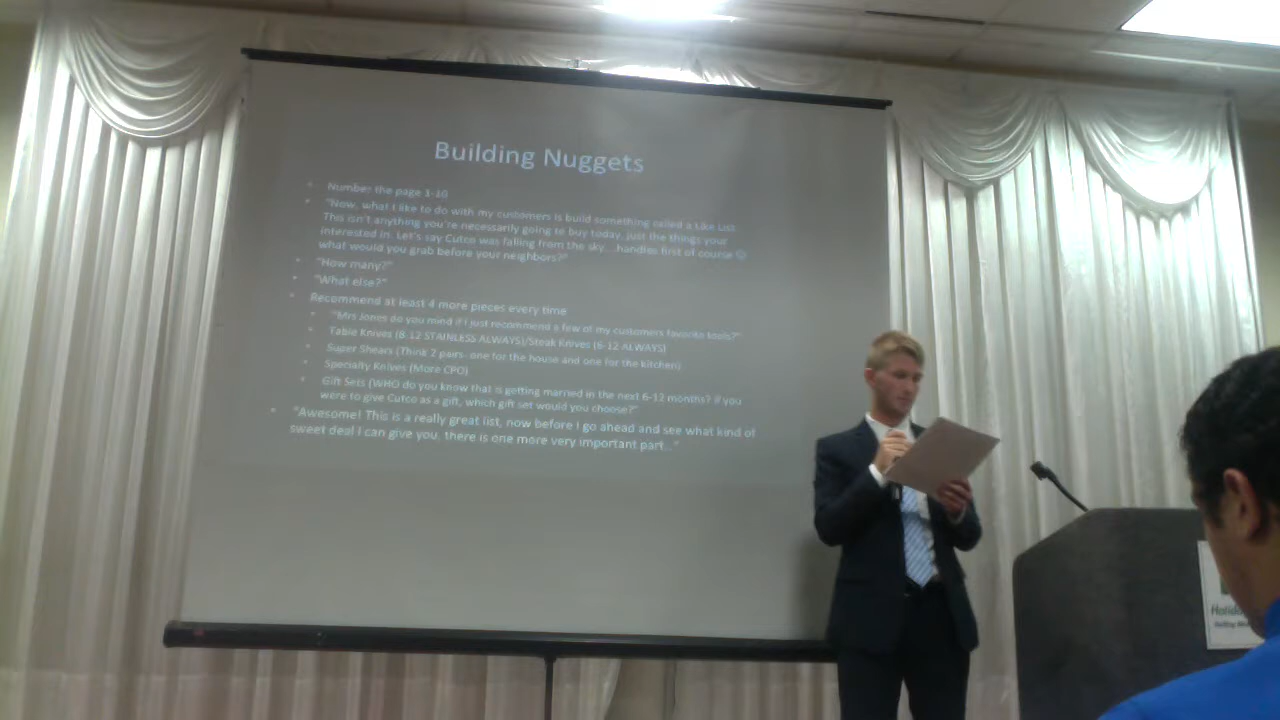 Building Nuggets
Number the page 1-10
"Now, what I like to do with my customers is build something called a Like List
This isn't anything you're necessarily going to buy today, just the things your
interested in. Let's say Cutco was falling from the sky....handles first of course ☺
what would you grab before your neighbors?"
"How many?"
"What else?"
Recommend at least 4 more pieces every time
"Mrs Jones do you mind if I just recommend a few of my customers favorite tools?"
Table Knives (8-12 STAINLESS ALWAYS)/Steak Knives (6-12 ALWAYS)
Super Shears (Think 2 pairs- one for the house and one for the kitchen)
Specialty Knives (More CPO)
Gift Sets (WHO do you know that is getting married in the next 6-12 months? If you
were to give Cutco as a gift, which gift set would you choose?"
"Awesome! This is a really great list, now before I go ahead and see what kind of
sweet deal I can give you, there is one more very important part.."
Holida